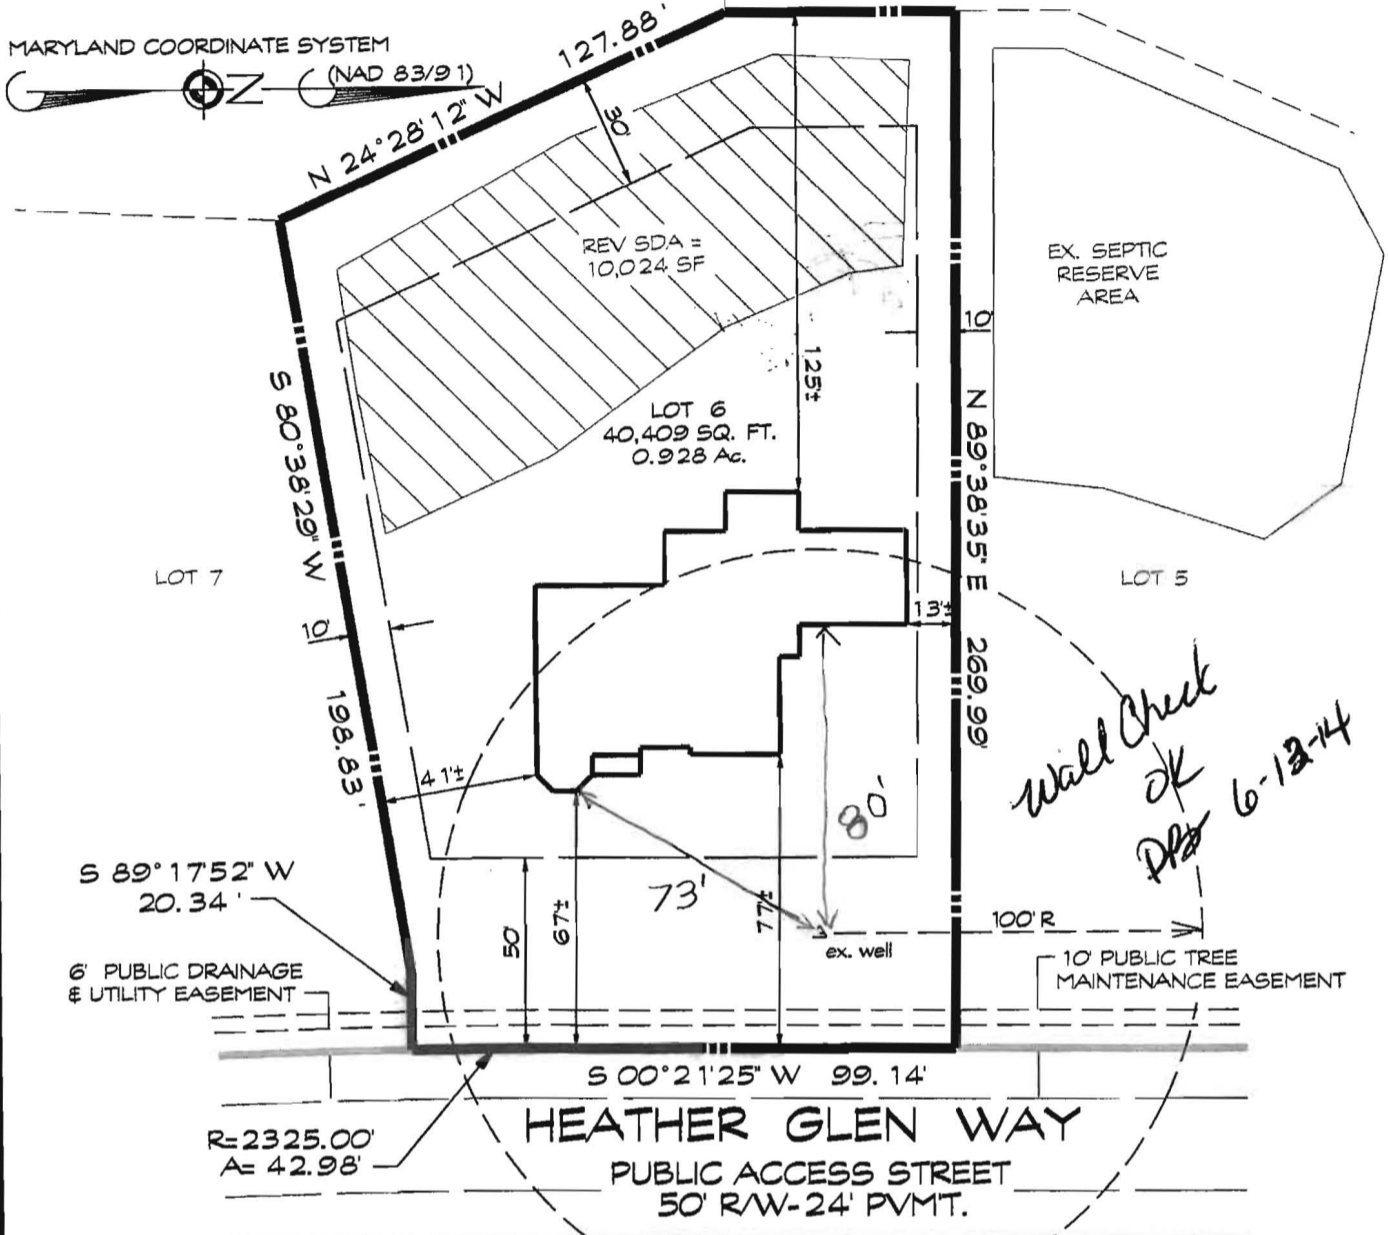 MARYLAND COORDINATE SYSTEM
(NAD 83/91)
N
127.88'
N 24°28'12" W
30'
REV SDA =
10,024 SF
EX. SEPTIC
RESERVE
AREA
10'
125'±
LOT 6
40,409 SQ. FT.
0.928 Ac.
N 89°38'35" E
269.99'
S 80°38'29" W
198.83'
LOT 7
LOT 5
10'
13'±
41'±
80'
73'
Wall Check
OK
6-13-14
S 89°17'52" W
20.34'
50'
67'±
77'±
ex. well
100' R
6' PUBLIC DRAINAGE
& UTILITY EASEMENT
10' PUBLIC TREE
MAINTENANCE EASEMENT
S 00°21'25" W 99.14'
HEATHER GLEN WAY
R=2325.00'
A= 42.98'
PUBLIC ACCESS STREET
50' R/W-24' PVMT.